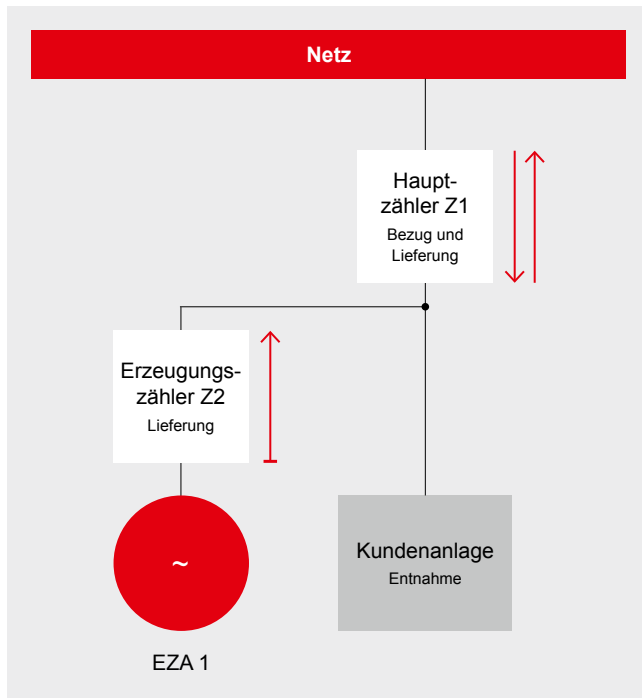 Netz
Haupt-
zähler Z1
Bezug und
Lieferung
Erzeugungs-
zähler Z2
Lieferung
~
Kundenanlage
Entnahme
EZA 1